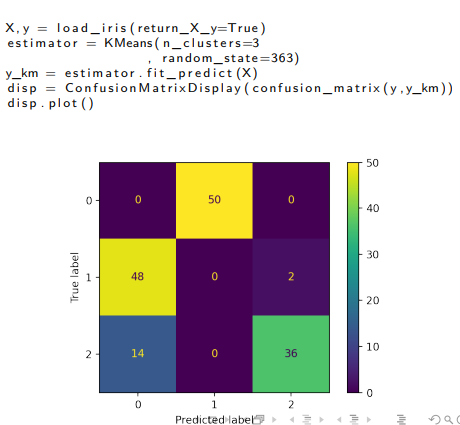 X,y = load_iris(return_X_y=True)
estimator = KMeans(n_clusters=3
, random_state=363)
y_km = estimator.fit_predict(X)
disp = ConfusionMatrixDisplay(confusion_matrix(y,y_km))
disp.plot()
50
0 0 50 0
40
30
True label
1 48 0 2
20
10
2 14 0 36
0
0 1 2
Predicted label